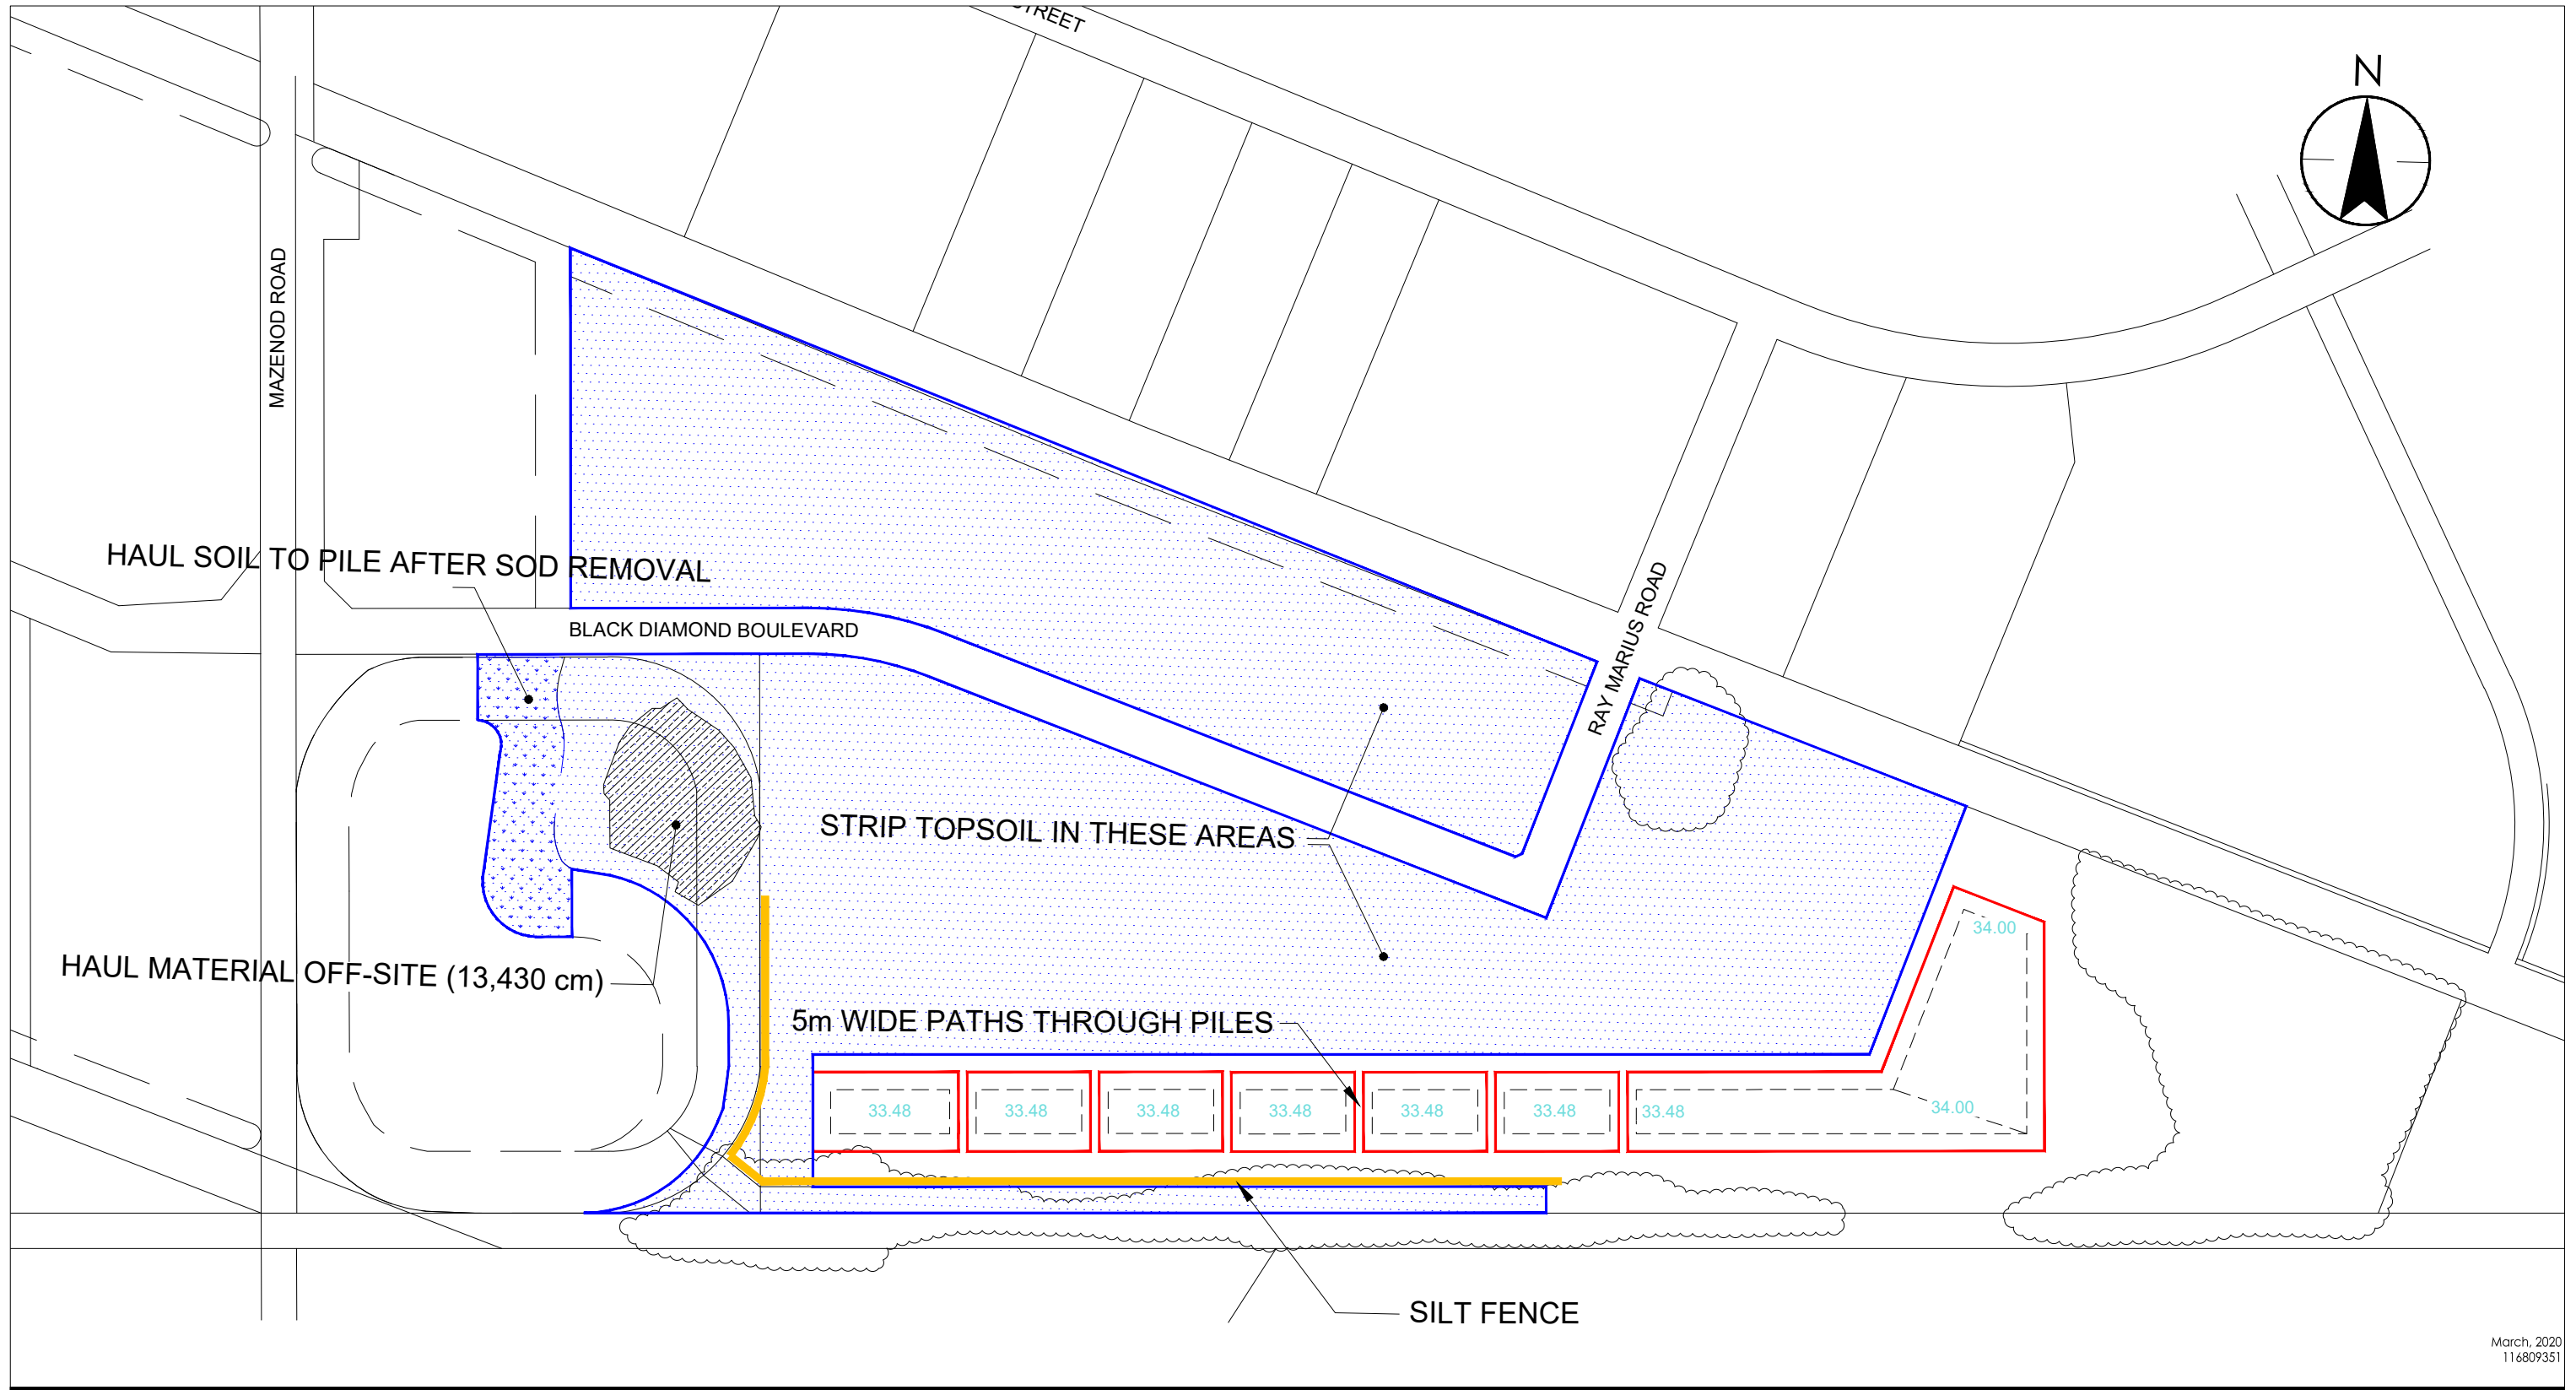 STREET
N
MAZENOD ROAD
HAUL SOIL TO PILE AFTER SOD REMOVAL
BLACK DIAMOND BOULEVARD
RAY MARIUS ROAD
STRIP TOPSOIL IN THESE AREAS
34.00
HAUL MATERIAL OFF-SITE (13,430 cm)
5m WIDE PATHS THROUGH PILES
33.48
33.48
33.48
33.48
33.48
33.48
33.48
34.00
SILT FENCE
March, 2020
116809351